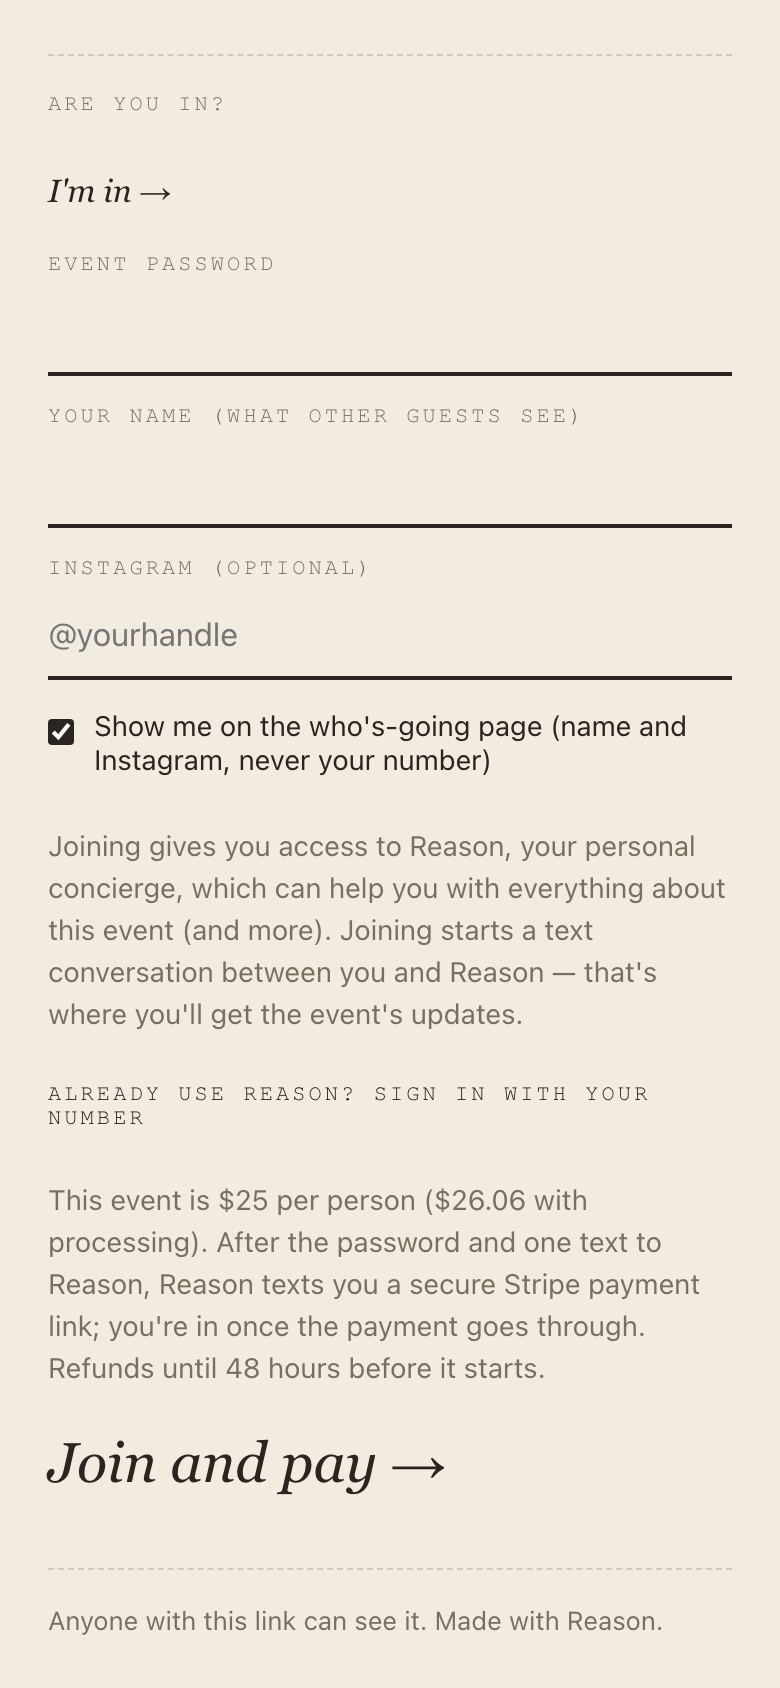 ARE YOU IN?
I'm in →
EVENT PASSWORD
YOUR NAME (WHAT OTHER GUESTS SEE)
INSTAGRAM (OPTIONAL)
@yourhandle
Show me on the who's-going page (name and
Instagram, never your number)
Joining gives you access to Reason, your personal
concierge, which can help you with everything about
this event (and more). Joining starts a text
conversation between you and Reason — that's
where you'll get the event's updates.
ALREADY USE REASON? SIGN IN WITH YOUR
NUMBER
This event is $25 per person ($26.06 with
processing). After the password and one text to
Reason, Reason texts you a secure Stripe payment
link; you're in once the payment goes through.
Refunds until 48 hours before it starts.
Join and pay →
Anyone with this link can see it. Made with Reason.